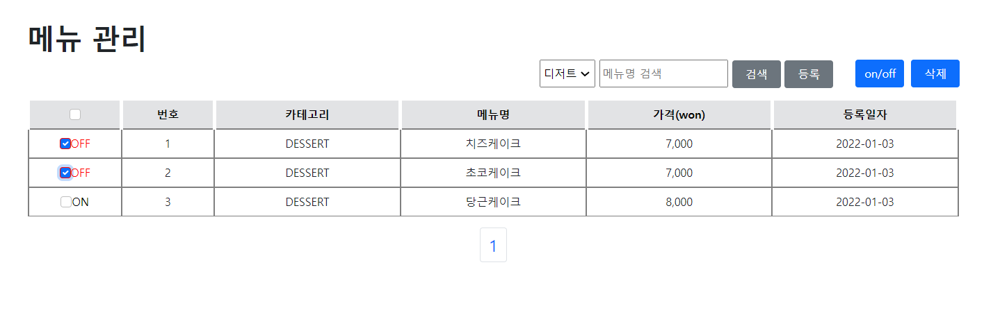 메뉴 관리
디저트 메뉴명 검색 검색 등록 on/off 삭제
번호 카테고리 메뉴명 가격(won) 등록일자
OFF 1 DESSERT 치즈케이크 7,000 2022-01-03
OFF 2 DESSERT 초코케이크 7,000 2022-01-03
ON 3 DESSERT 당근케이크 8,000 2022-01-03
1